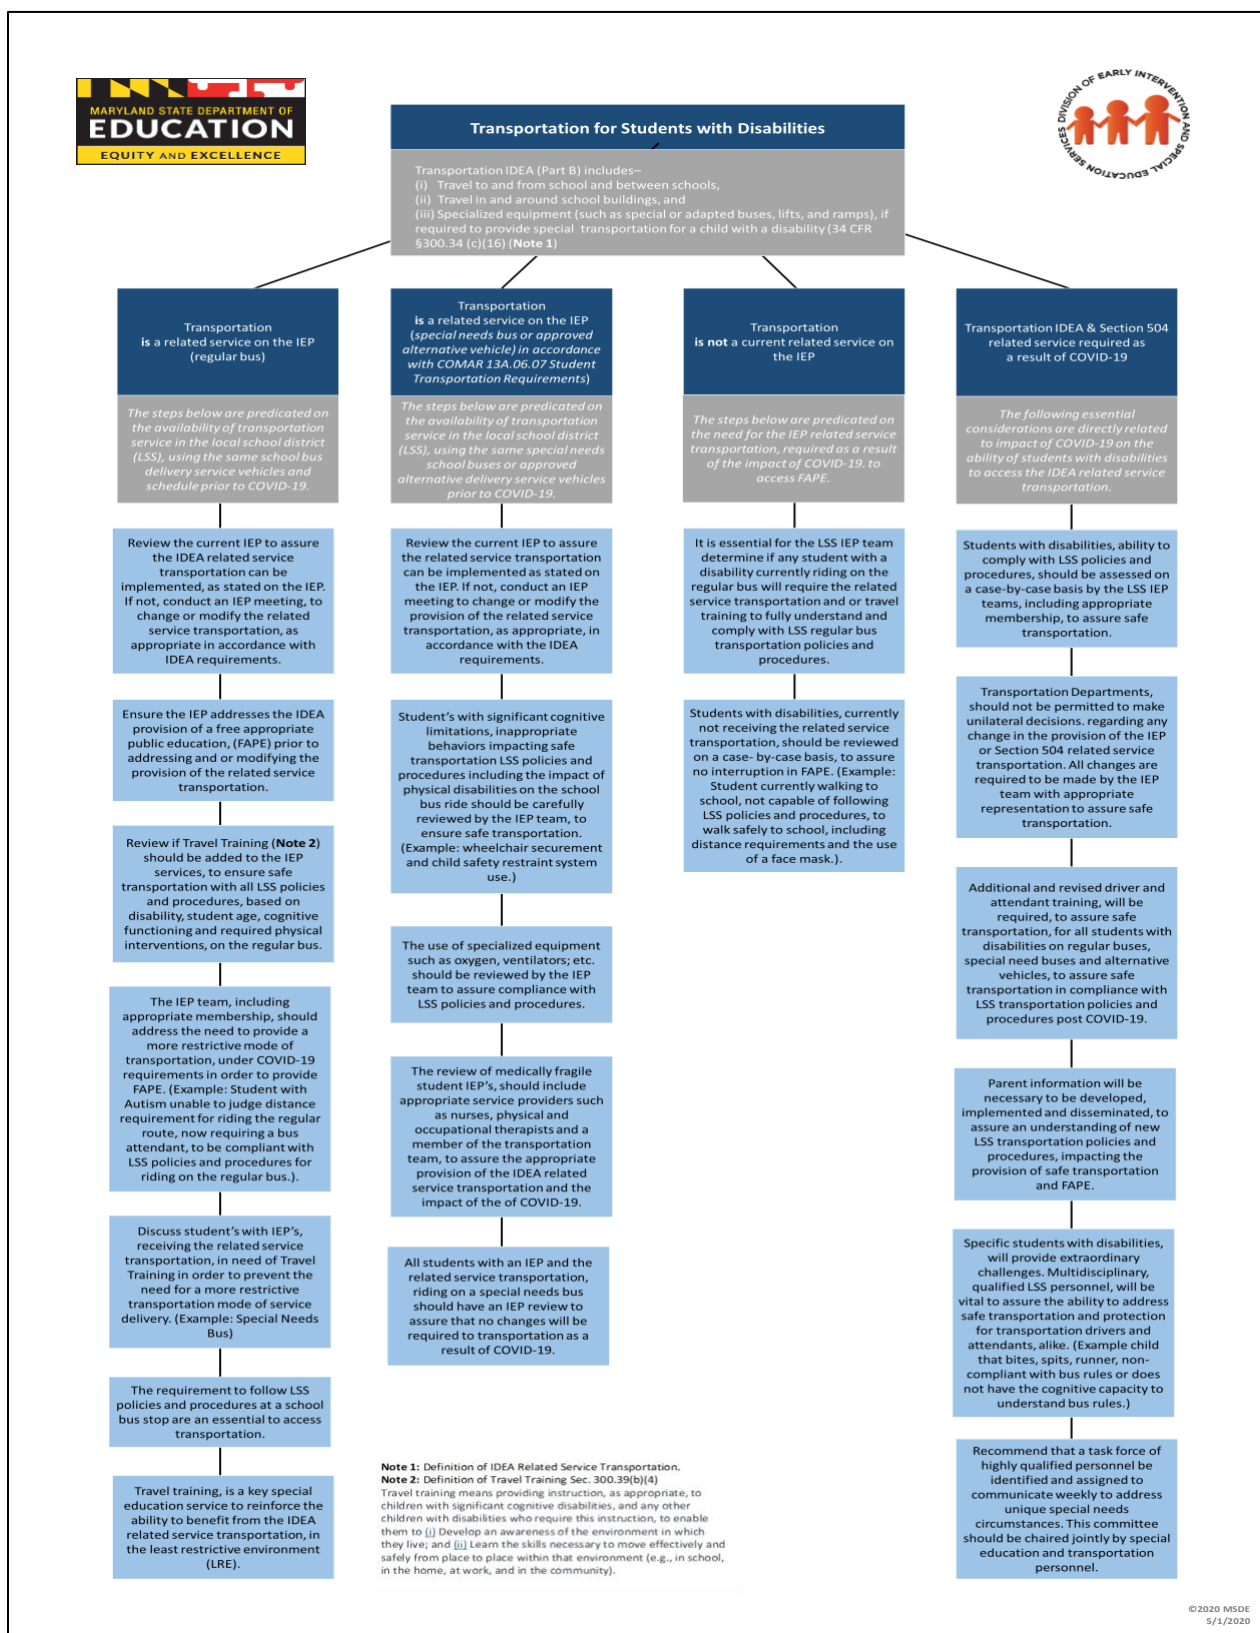 MARYLAND STATE DEPARTMENT OF
EDUCATION
EQUITY AND EXCELLENCE
DIVISION OF EARLY INTERVENTION AND SPECIAL EDUCATION SERVICES
Transportation for Students with Disabilities
Transportation IDEA (Part B) includes–
(i) Travel to and from school and between schools,
(ii) Travel in and around school buildings, and
(iii) Specialized equipment (such as special or adapted buses, lifts, and ramps), if
required to provide special transportation for a child with a disability (34 CFR
§300.34 (c)(16) (Note 1)
Transportation
is a related service on the IEP
(regular bus)
The steps below are predicated on
the availability of transportation
service in the local school district
(LSS), using the same school bus
delivery service vehicles and
schedule prior to COVID-19.
Review the current IEP to assure
the IDEA related service
transportation can be
implemented, as stated on the IEP.
If not, conduct an IEP meeting, to
change or modify the related
service transportation, as
appropriate in accordance with
IDEA requirements.
Ensure the IEP addresses the IDEA
provision of a free appropriate
public education, (FAPE) prior to
addressing and or modifying the
provision of the related service
transportation.
Review if Travel Training (Note 2)
should be added to the IEP
services, to ensure safe
transportation with all LSS policies
and procedures, based on
disability, student age, cognitive
functioning and required physical
interventions, on the regular bus.
The IEP team, including
appropriate membership, should
address the need to provide a
more restrictive mode of
transportation, under COVID-19
requirements in order to provide
FAPE. (Example: Student with
Autism unable to judge distance
requirement for riding the regular
route, now requiring a bus
attendant, to be compliant with
LSS policies and procedures for
riding on the regular bus.).
Discuss student's with IEP's,
receiving the related service
transportation, in need of Travel
Training in order to prevent the
need for a more restrictive
transportation mode of service
delivery. (Example: Special Needs
Bus)
The requirement to follow LSS
policies and procedures at a school
bus stop are an essential to access
transportation.
Travel training, is a key special
education service to reinforce the
ability to benefit from the IDEA
related service transportation, in
the least restrictive environment
(LRE).
Transportation
is a related service on the IEP
(special needs bus or approved
alternative vehicle) in accordance
with COMAR 13A.06.07 Student
Transportation Requirements)
The steps below are predicated on
the availability of transportation
service in the local school district
(LSS), using the same special needs
school buses or approved
alternative delivery service vehicles
prior to COVID-19.
Review the current IEP to assure
the related service transportation
can be implemented as stated on
the IEP. If not, conduct an IEP
meeting to change or modify the
provision of the related service
transportation, as appropriate, in
accordance with the IDEA
requirements.
Student's with significant cognitive
limitations, inappropriate
behaviors impacting safe
transportation LSS policies and
procedures including the impact of
physical disabilities on the school
bus ride should be carefully
reviewed by the IEP team, to
ensure safe transportation.
(Example: wheelchair securement
and child safety restraint system
use.)
The use of specialized equipment
such as oxygen, ventilators; etc.
should be reviewed by the IEP
team to assure compliance with
LSS policies and procedures.
The review of medically fragile
student IEP's, should include
appropriate service providers such
as nurses, physical and
occupational therapists and a
member of the transportation
team, to assure the appropriate
provision of the IDEA related
service transportation and the
impact of the of COVID-19.
All students with an IEP and the
related service transportation,
riding on a special needs bus
should have an IEP review to
assure that no changes will be
required to transportation as a
result of COVID-19.
Transportation
is not a current related service on
the IEP
The steps below are predicated on
the need for the IEP related service
transportation, required as a result
of the impact of COVID-19. to
access FAPE.
It is essential for the LSS IEP team
determine if any student with a
disability currently riding on the
regular bus will require the related
service transportation and or travel
training to fully understand and
comply with LSS regular bus
transportation policies and
procedures.
Students with disabilities, currently
not receiving the related service
transportation, should be reviewed
on a case- by-case basis, to assure
no interruption in FAPE. (Example:
Student currently walking to
school, not capable of following
LSS policies and procedures, to
walk safely to school, including
distance requirements and the use
of a face mask.).
Transportation IDEA & Section 504
related service required as
a result of COVID-19
The following essential
considerations are directly related
to impact of COVID-19 on the
ability of students with disabilities
to access the IDEA related service
transportation.
Students with disabilities, ability to
comply with LSS policies and
procedures, should be assessed on
a case-by-case basis by the LSS IEP
teams, including appropriate
membership, to assure safe
transportation.
Transportation Departments,
should not be permitted to make
unilateral decisions. regarding any
change in the provision of the IEP
or Section 504 related service
transportation. All changes are
required to be made by the IEP
team with appropriate
representation to assure safe
transportation.
Additional and revised driver and
attendant training, will be
required, to assure safe
transportation, for all students with
disabilities on regular buses,
special need buses and alternative
vehicles, to assure safe
transportation in compliance with
LSS transportation policies and
procedures post COVID-19.
Parent information will be
necessary to be developed,
implemented and disseminated, to
assure an understanding of new
LSS transportation policies and
procedures, impacting the
provision of safe transportation
and FAPE.
Specific students with disabilities,
will provide extraordinary
challenges. Multidisciplinary,
qualified LSS personnel, will be
vital to assure the ability to address
safe transportation and protection
for transportation drivers and
attendants, alike. (Example child
that bites, spits, runner, non-
compliant with bus rules or does
not have the cognitive capacity to
understand bus rules.)
Recommend that a task force of
highly qualified personnel be
identified and assigned to
communicate weekly to address
unique special needs
circumstances. This committee
should be chaired jointly by special
education and transportation
personnel.
Note 1: Definition of IDEA Related Service Transportation.
Note 2: Definition of Travel Training Sec. 300.39(b)(4)
Travel training means providing instruction, as appropriate, to
children with significant cognitive disabilities, and any other
children with disabilities who require this instruction, to enable
them to (i) Develop an awareness of the environment in which
they live; and (ii) Learn the skills necessary to move effectively and
safely from place to place within that environment (e.g., in school,
in the home, at work, and in the community).
©2020 MSDE
5/1/2020